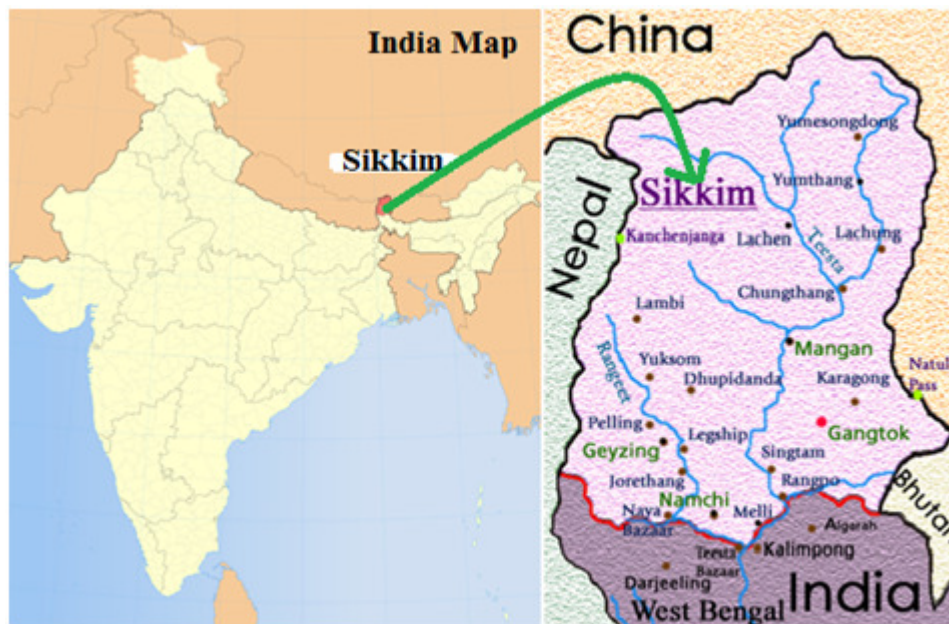 India Map
Sikkim
China
Nepal
Yumesongdong
Yumthang
Sikkim
Kanchenjanga
Lachen
Lachung
Teesta
Chungthang
Lambi
Mangan
Rangeet
Yuksom
Dhupidanda
Karagong
Natul
Pass
Pelling
Legship
Gangtok
Geyzing
Singtam
Jorethang
Rangpo
Bhutan
Namchi
Naya
Bazaar
Melli
Algarah
Teesta
Bazaar
Kalimpong
Darjeeling
West Bengal
India